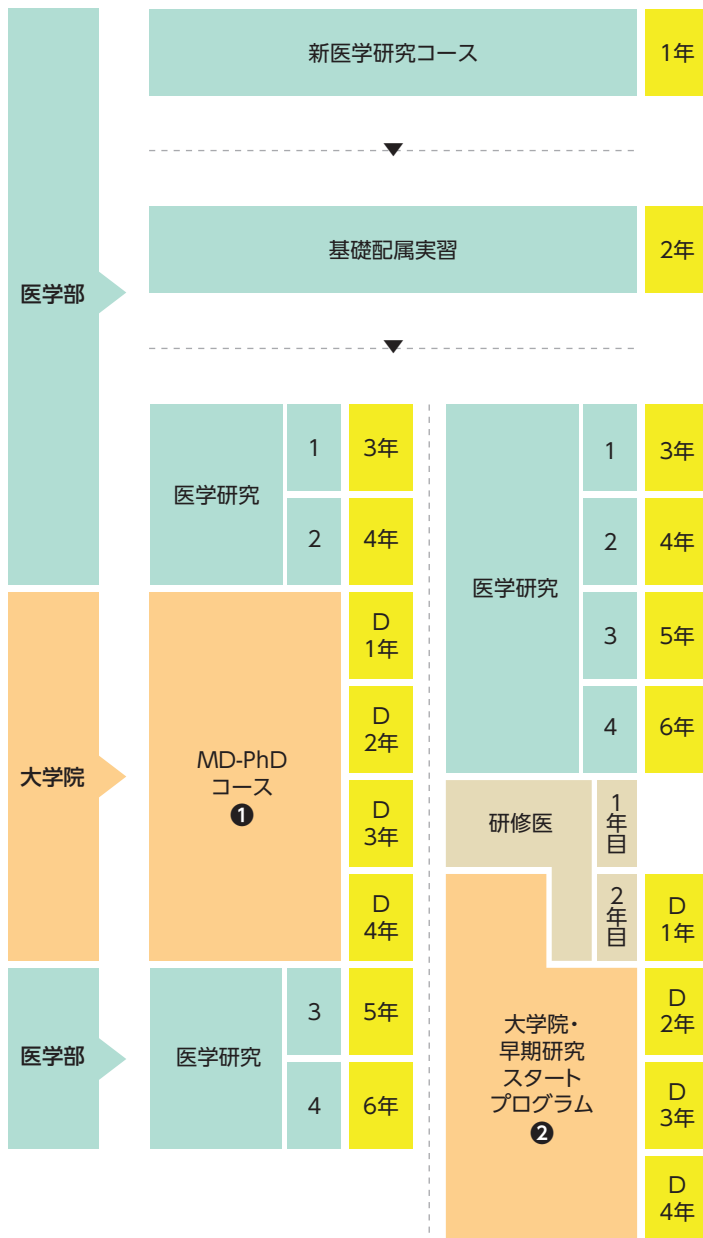 新医学研究コース
1年
▼
基礎配属実習
2年
医学部
▼
医学研究
1
3年
2
4年
大学院
MD-PhD
コース
❶
D
1年
D
2年
D
3年
D
4年
医学部
医学研究
3
5年
4
6年
医学研究
1
3年
2
4年
3
5年
4
6年
研修医
1年目
2年目
D
1年
大学院・
早期研究
スタート
プログラム
❷
D
2年
D
3年
D
4年